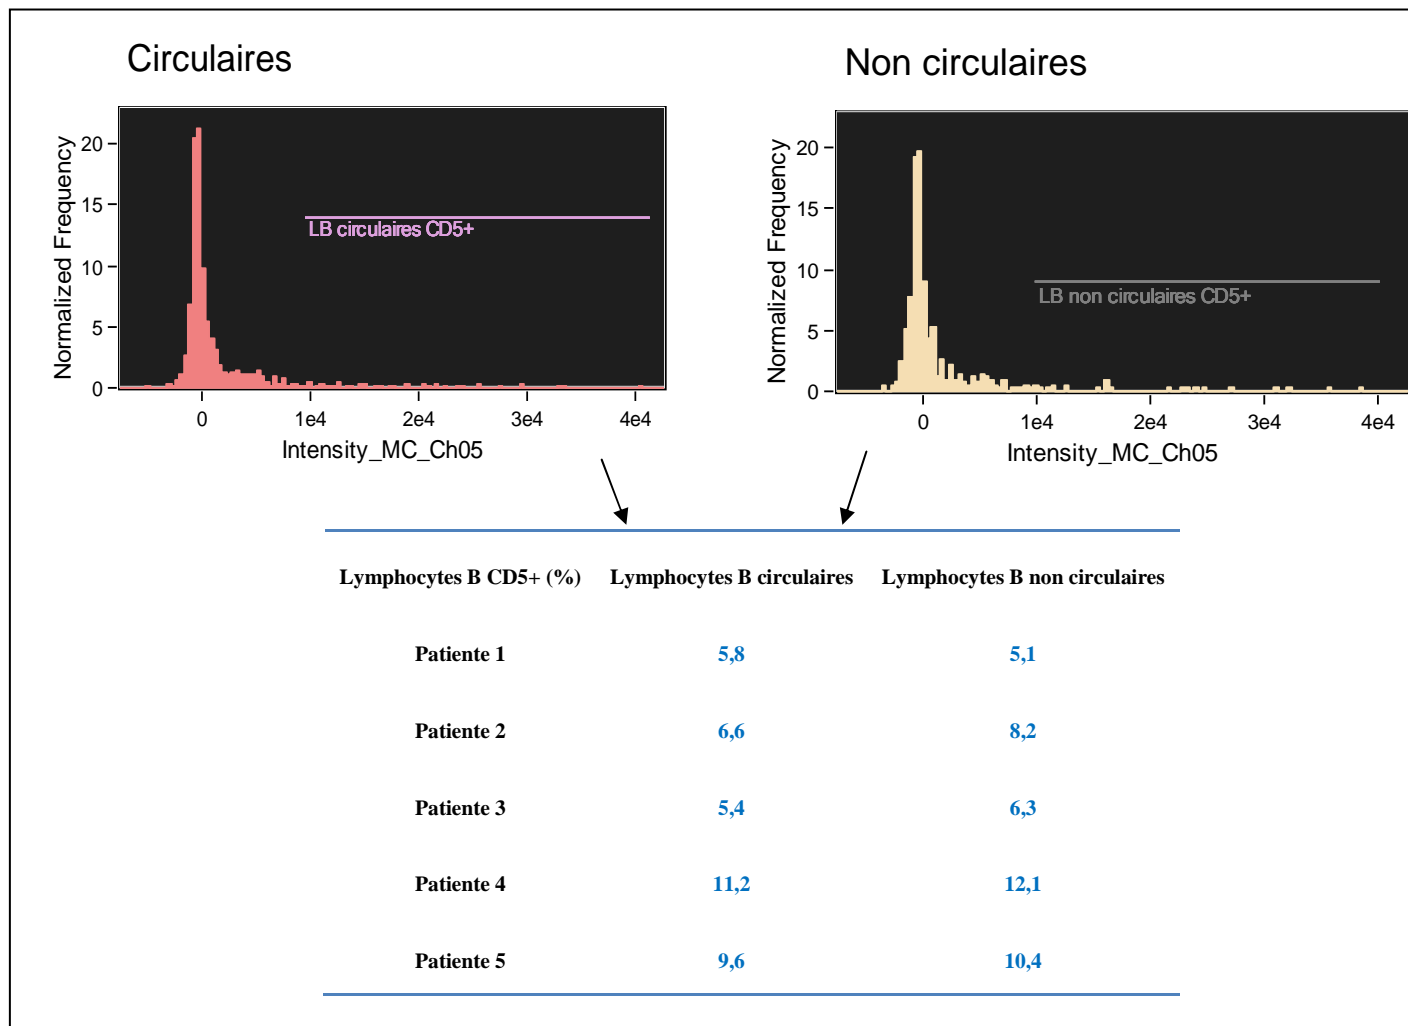 Circulaires
Non circulaires
Normalized Frequency
20
15
10
5
0
LB circulaires CD5+
0 1e4 2e4 3e4 4e4
Intensity_MC_Ch05
Normalized Frequency
20
15
10
5
0
LB non circulaires CD5+
0 1e4 2e4 3e4 4e4
Intensity_MC_Ch05
Lymphocytes B CD5+ (%) Lymphocytes B circulaires Lymphocytes B non circulaires
Patiente 1 5,8 5,1
Patiente 2 6,6 8,2
Patiente 3 5,4 6,3
Patiente 4 11,2 12,1
Patiente 5 9,6 10,4